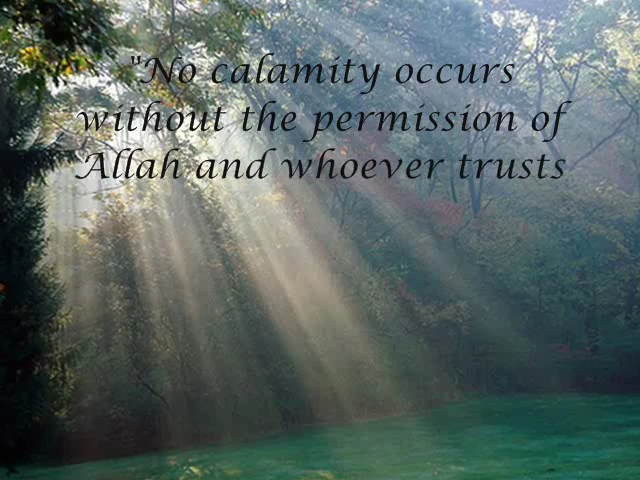 "No calamity occurs
without the permission of
Allah and whoever trusts